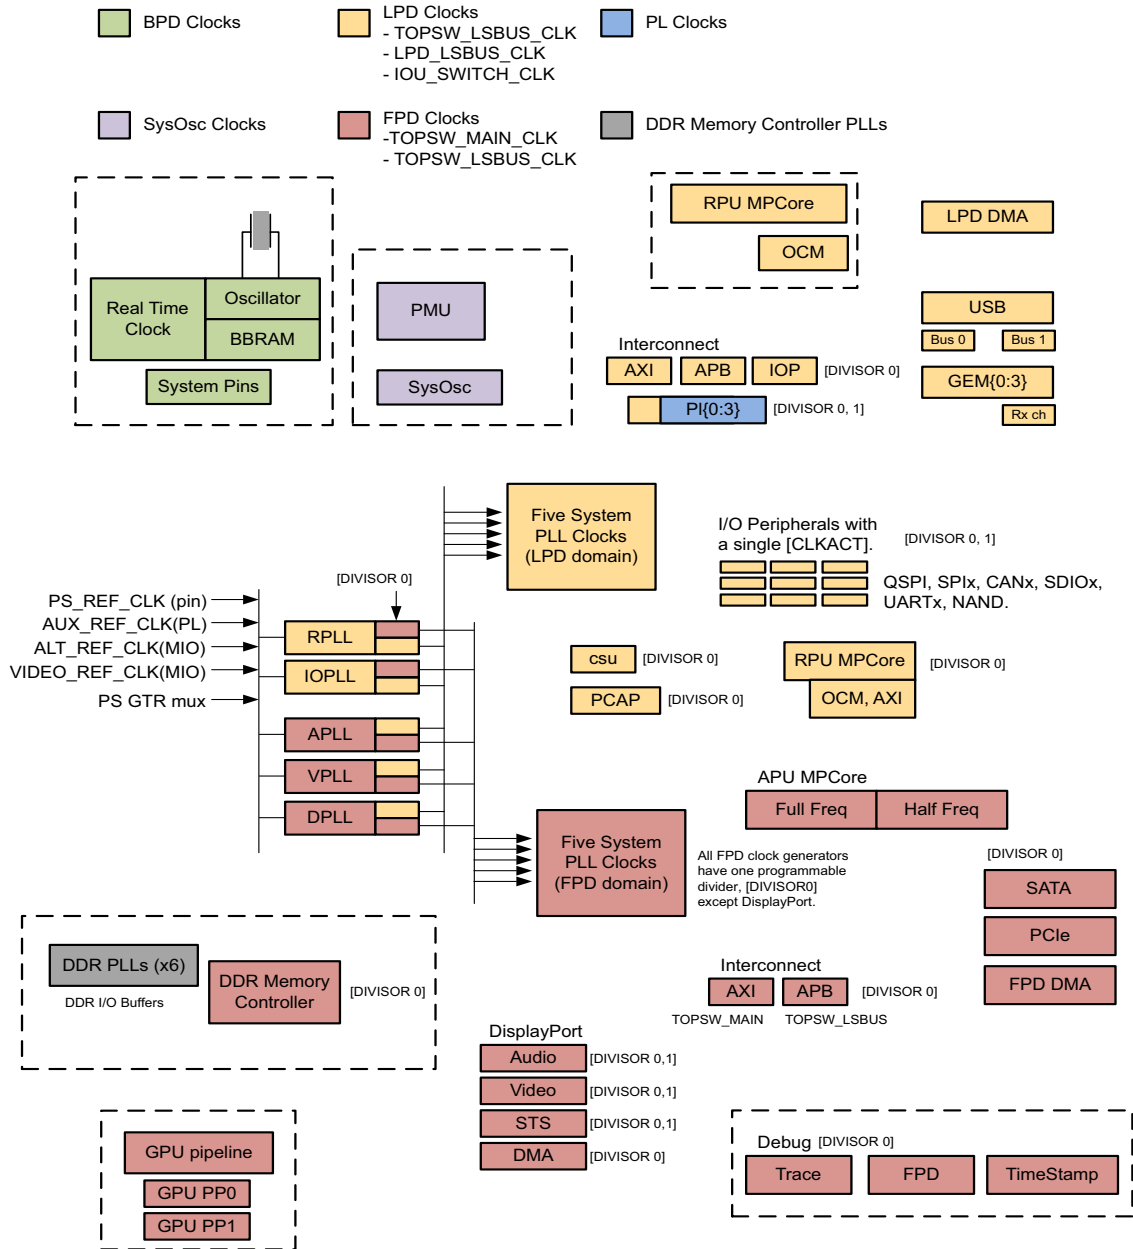 BPD Clocks
LPD Clocks
- TOPSW_LSBUS_CLK
- LPD_LSBUS_CLK
- IOU_SWITCH_CLK
PL Clocks
SysOsc Clocks
FPD Clocks
-TOPSW_MAIN_CLK
- TOPSW_LSBUS_CLK
DDR Memory Controller PLLs
Real Time
Clock
Oscillator
BBRAM
System Pins
PMU
SysOsc
RPU MPCore
OCM
LPD DMA
USB
Bus 0
Bus 1
GEM{0:3}
Rx ch
Interconnect
AXI
APB
IOP
[DIVISOR 0]
PI{0:3}
[DIVISOR 0, 1]
Five System
PLL Clocks
(LPD domain)
I/O Peripherals with
a single [CLKACT].
[DIVISOR 0, 1]
QSPI, SPIx, CANx, SDIOx,
UARTx, NAND.
[DIVISOR 0]
PS_REF_CLK (pin)
AUX_REF_CLK(PL)
ALT_REF_CLK(MIO)
VIDEO_REF_CLK(MIO)
PS GTR mux
RPLL
IOPLL
APLL
VPLL
DPLL
csu
[DIVISOR 0]
PCAP
[DIVISOR 0]
RPU MPCore
[DIVISOR 0]
OCM, AXI
APU MPCore
Full Freq
Half Freq
Five System
PLL Clocks
(FPD domain)
All FPD clock generators
have one programmable
divider, [DIVISOR0]
except DisplayPort.
[DIVISOR 0]
SATA
PCIe
FPD DMA
DDR PLLs (x6)
DDR I/O Buffers
DDR Memory
Controller
[DIVISOR 0]
Interconnect
AXI
APB
[DIVISOR 0]
TOPSW_MAIN
TOPSW_LSBUS
DisplayPort
Audio
[DIVISOR 0,1]
Video
[DIVISOR 0,1]
STS
[DIVISOR 0,1]
DMA
[DIVISOR 0]
GPU pipeline
GPU PP0
GPU PP1
Debug
[DIVISOR 0]
Trace
FPD
TimeStamp